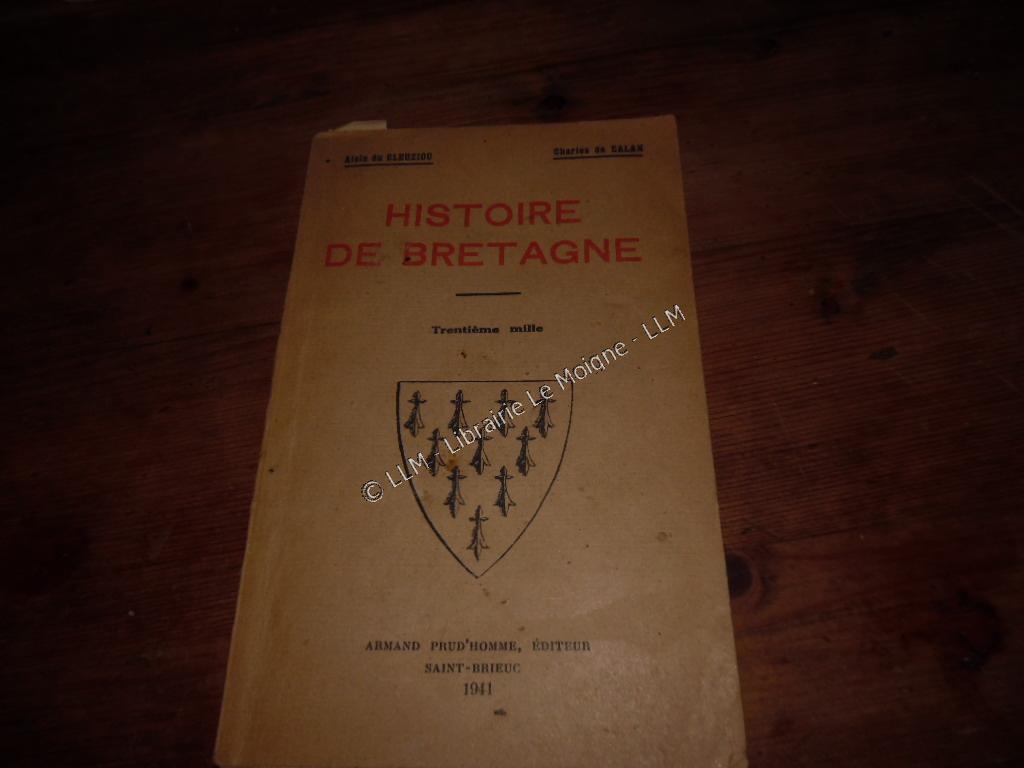 Alain du CLEUZIOU
Charles de CALAN
HISTOIRE
DE BRETAGNE
Trentième mille
© LLM - Librairie Le Moigne - LLM
ARMAND PRUD'HOMME, ÉDITEUR
SAINT-BRIEUC
1941